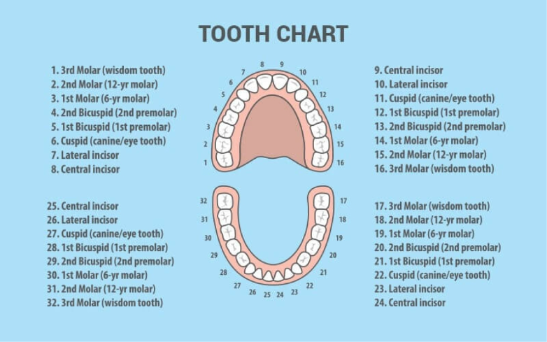 TOOTH CHART
1. 3rd Molar (wisdom tooth)
2. 2nd Molar (12-yr molar)
3. 1st Molar (6-yr molar)
4. 2nd Bicuspid (2nd premolar)
5. 1st Bicuspid (1st premolar)
6. Cuspid (canine/eye tooth)
7. Lateral incisor
8. Central incisor
8 9
7 10
6 11
5 12
4 13
3 14
2 15
1 16
9. Central incisor
10. Lateral incisor
11. Cuspid (canine/eye tooth)
12. 1st Bicuspid (1st premolar)
13. 2nd Bicuspid (2nd premolar)
14. 1st Molar (6-yr molar)
15. 2nd Molar (12-yr molar)
16. 3rd Molar (wisdom tooth)
25. Central incisor
26. Lateral incisor
27. Cuspid (canine/eye tooth)
28. 1st Bicuspid (1st premolar)
29. 2nd Bicuspid (2nd premolar)
30. 1st Molar (6-yr molar)
31. 2nd Molar (12-yr molar)
32. 3rd Molar (wisdom tooth)
32 17
31 18
30 19
29 20
28 21
27 22
26 25 24 23
17. 3rd Molar (wisdom tooth)
18. 2nd Molar (12-yr molar)
19. 1st Molar (6-yr molar)
20. 2nd Bicuspid (2nd premolar)
21. 1st Bicuspid (1st premolar)
22. Cuspid (canine/eye tooth)
23. Lateral incisor
24. Central incisor